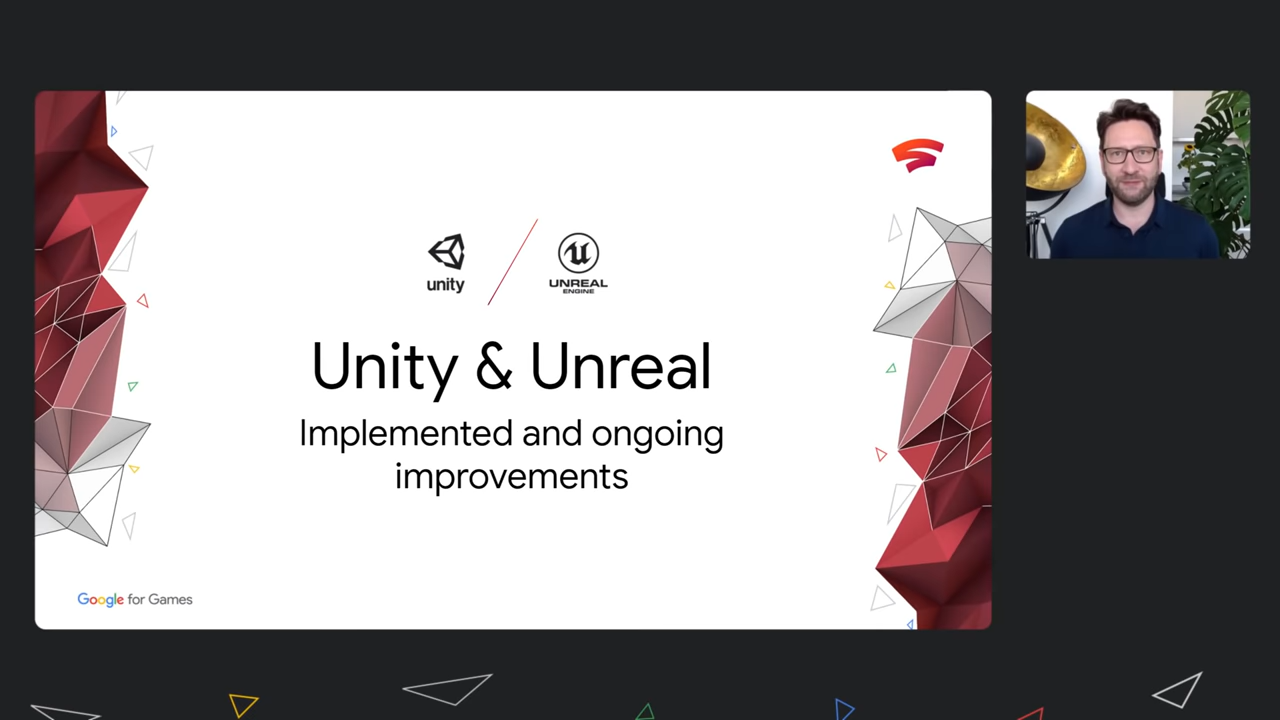 unity
UNREAL
ENGINE
Unity & Unreal
Implemented and ongoing
improvements
Google for Games